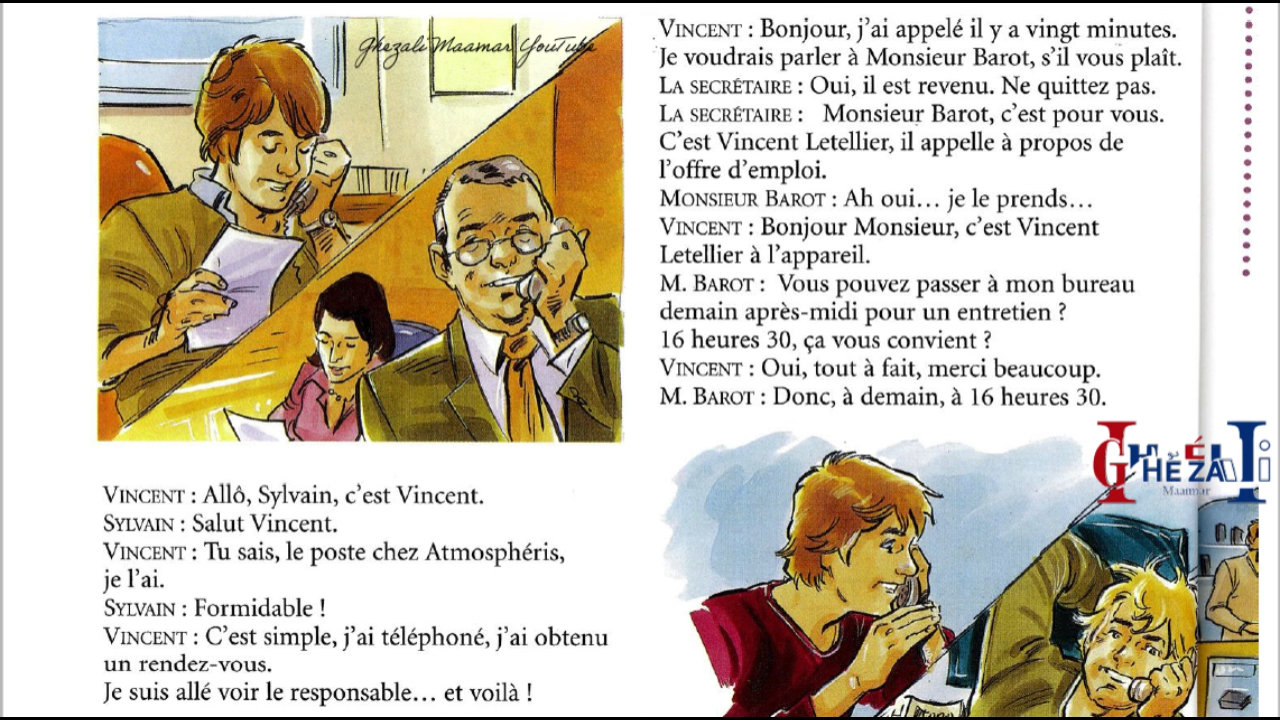 Ghezali Maamar YouTube
VINCENT : Bonjour, j'ai appelé il y a vingt minutes.
Je voudrais parler à Monsieur Barot, s'il vous plaît.
LA SECRÉTAIRE : Oui, il est revenu. Ne quittez pas.
LA SECRÉTAIRE : Monsieur Barot, c'est pour vous.
C'est Vincent Letellier, il appelle à propos de
l'offre d'emploi.
MONSIEUR BAROT : Ah oui… je le prends…
VINCENT : Bonjour Monsieur, c'est Vincent
Letellier à l'appareil.
M. BAROT : Vous pouvez passer à mon bureau
demain après-midi pour un entretien ?
16 heures 30, ça vous convient ?
VINCENT : Oui, tout à fait, merci beaucoup.
M. BAROT : Donc, à demain, à 16 heures 30.
VINCENT : Allô, Sylvain, c'est Vincent.
SYLVAIN : Salut Vincent.
VINCENT : Tu sais, le poste chez Atmosphéris,
je l'ai.
SYLVAIN : Formidable !
VINCENT : C'est simple, j'ai téléphoné, j'ai obtenu
un rendez-vous.
Je suis allé voir le responsable… et voilà !
Maamar